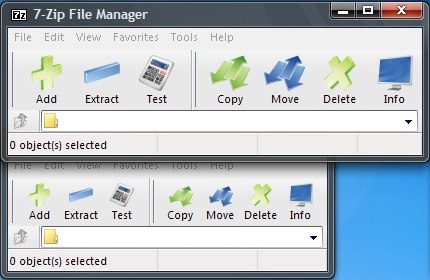 7z 7-Zip File Manager
File Edit View Favorites Tools Help
Add Extract Test Copy Move Delete Info
0 object(s) selected
File Edit View Favorites Tools Help
Add Extract Test Copy Move Delete Info
0 object(s) selected